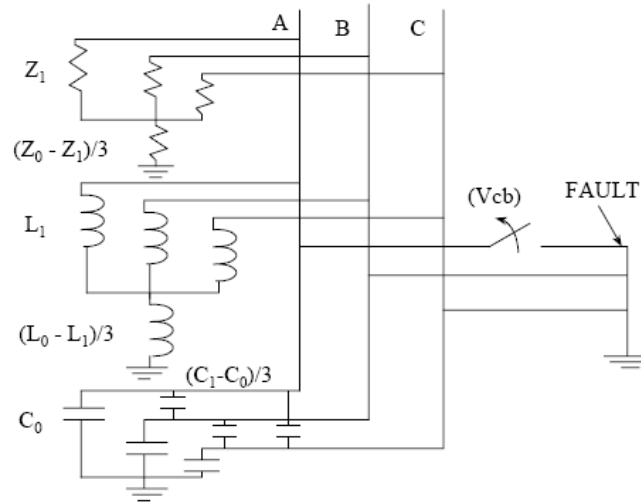 A
B
C
Z₁
(Z₀ - Z₁)/3
L₁
(Vcb)
FAULT
(L₀ - L₁)/3
(C₁-C₀)/3
C₀